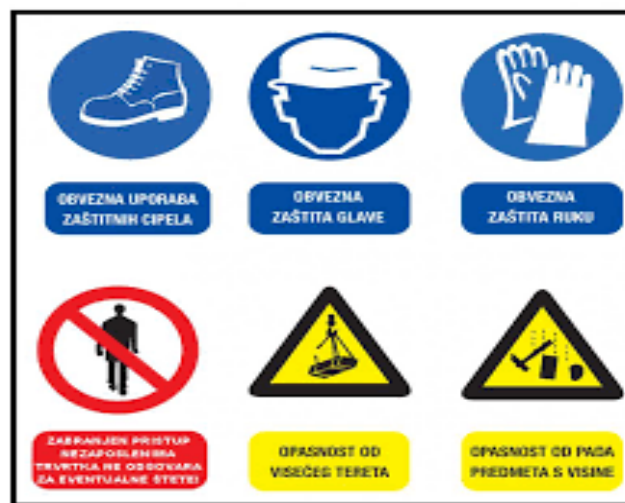 OBVEZNA UPORABA
ZAŠTITNIH CIPELA
OBVEZNA
ZAŠTITA GLAVE
OBVEZNA
ZAŠTITA RUKU
ZABRANJEN PRISTUP
NEZAPOSLENIMA
TVRTKA NE ODGOVARA
ZA EVENTUALNE ŠTETE!
OPASNOST OD
VISEĆEG TERETA
OPASNOST OD PADA
PREDMETA S VISINE